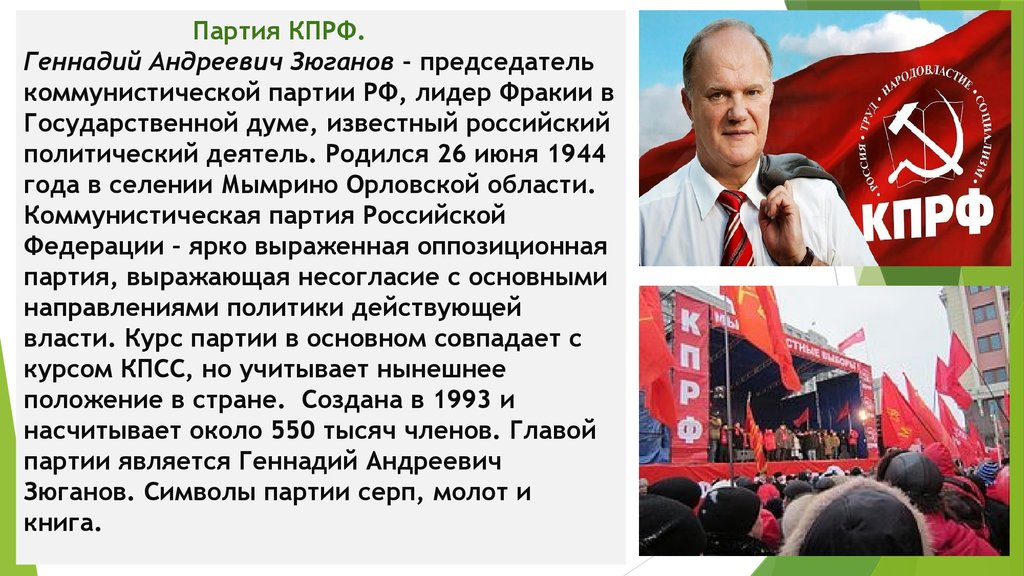 Партия КПРФ.
Геннадий Андреевич Зюганов – председатель
коммунистической партии РФ, лидер Фракии в
Государственной думе, известный российский
политический деятель. Родился 26 июня 1944
года в селении Мымрино Орловской области.
Коммунистическая партия Российской
Федерации – ярко выраженная оппозиционная
партия, выражающая несогласие с основными
направлениями политики действующей
власти. Курс партии в основном совпадает с
курсом КПСС, но учитывает нынешнее
положение в стране.  Создана в 1993 и
насчитывает около 550 тысяч членов. Главой
партии является Геннадий Андреевич
Зюганов. Символы партии серп, молот и
книга.
• РОССИЯ • ТРУД • НАРОДОВЛАСТИЕ • СОЦИАЛИЗМ •
КПРФ
КПРФ
МЫ
СТНЫЕ ВЫБОРЫ